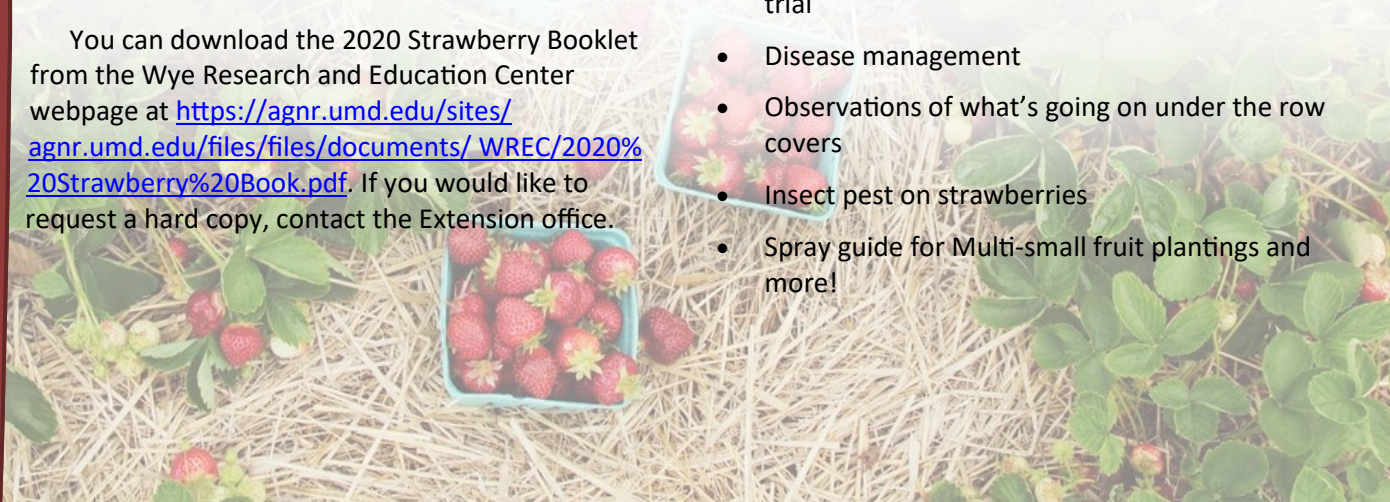 You can download the 2020 Strawberry Booklet
from the Wye Research and Education Center
webpage at https://agnr.umd.edu/sites/
agnr.umd.edu/files/files/documents/ WREC/2020%
20Strawberry%20Book.pdf. If you would like to
request a hard copy, contact the Extension office.
trial
• Disease management
• Observations of what’s going on under the row
covers
• Insect pest on strawberries
• Spray guide for Multi-small fruit plantings and
more!